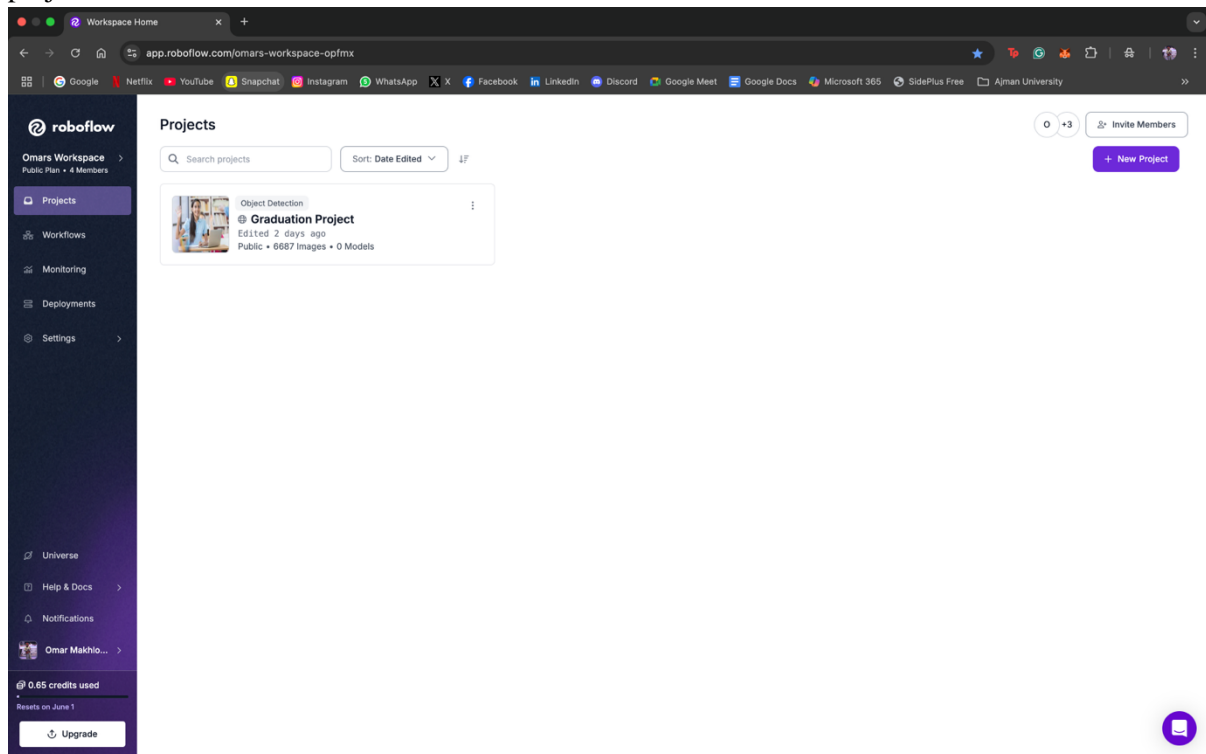 Workspace Home
app.roboflow.com/omars-workspace-opfmx
Google Netflix YouTube Snapchat Instagram WhatsApp X Facebook LinkedIn Discord Google Meet Google Docs Microsoft 365 SidePlus Free Ajman University
roboflow
Omars Workspace
Public Plan • 4 Members
Projects
Workflows
Monitoring
Deployments
Settings
Universe
Help & Docs
Notifications
Omar Makhlo...
0.65 credits used
Resets on June 1
Upgrade
Projects
O +3 Invite Members
Search projects
Sort: Date Edited
+ New Project
Object Detection
Graduation Project
Edited 2 days ago
Public • 6687 Images • 0 Models